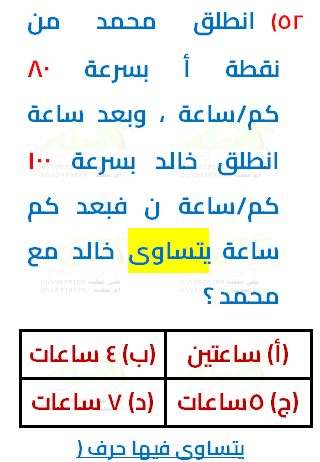 ٥٢) انطلق محمد من
نقطة أ بسرعة ٨٠
كم/ساعة ، وبعد ساعة
انطلق خالد بسرعة ١٠٠
كم/ساعة ن فبعد كم
ساعة يتساوى خالد مع
محمد ؟
(أ) ساعتين (ب) ٤ ساعات
(ج) ٥ساعات (د) ٧ ساعات
يتساوى فيها حرف (